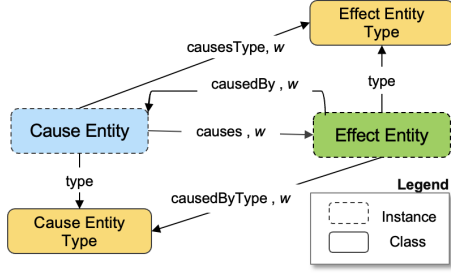 Effect Entity
Type
causesType, w
causedBy , w
type
Cause Entity
causes , w
Effect Entity
type
causedByType , w
Legend
Cause Entity
Type
Instance
Class